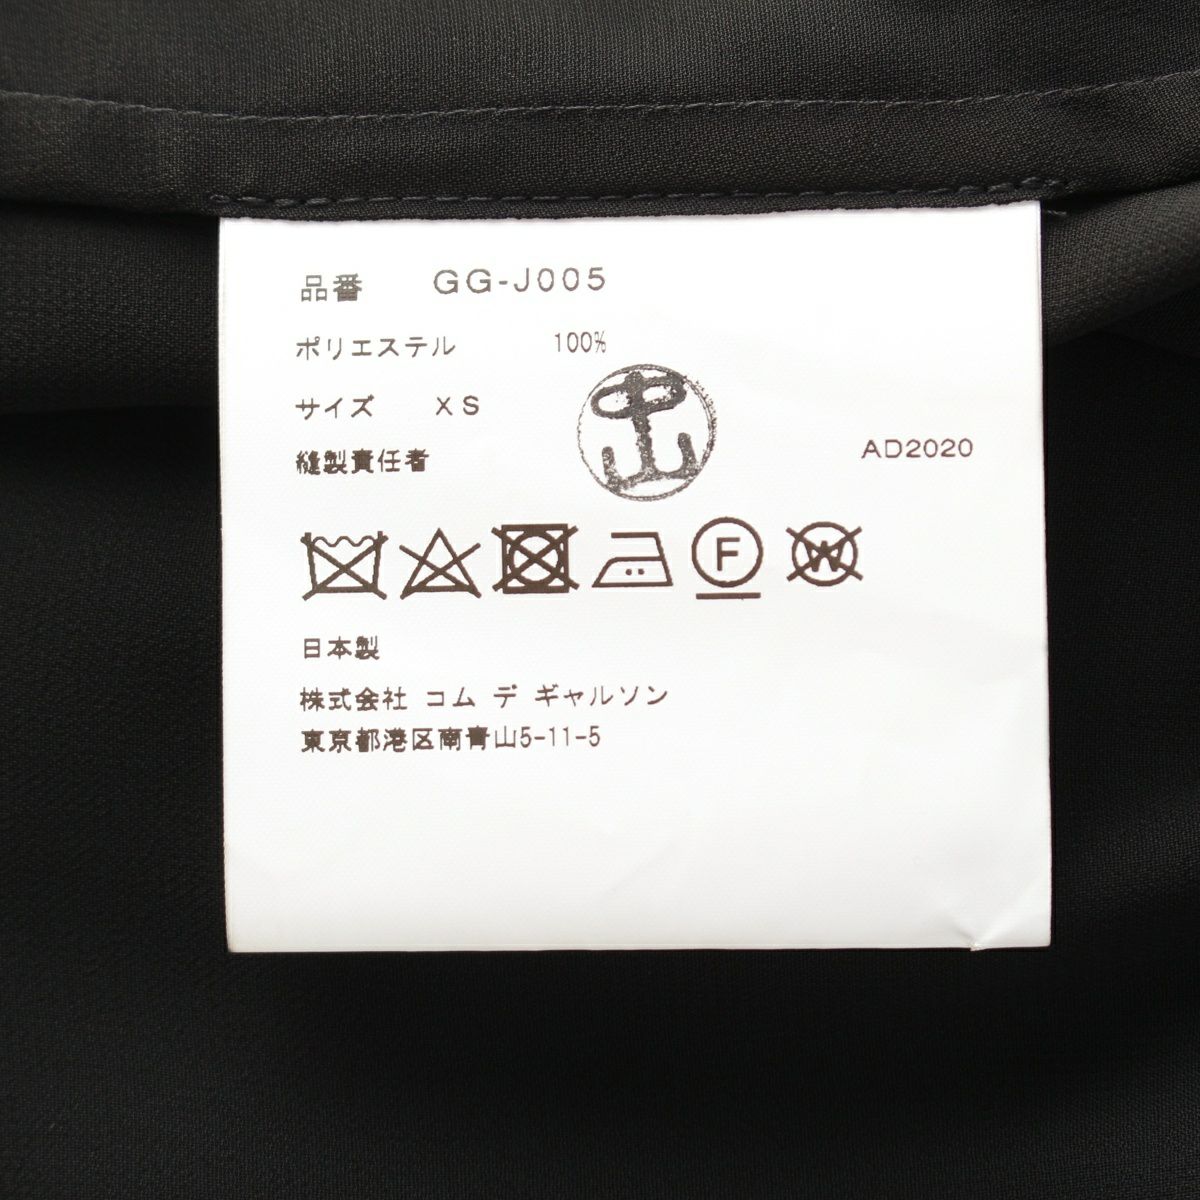 品番 GG-J005
ポリエステル 100%
サイズ XS
中山
縫製責任者
AD2020
F
W
日本製
株式会社 コム デ ギャルソン
東京都港区南青山5-11-5